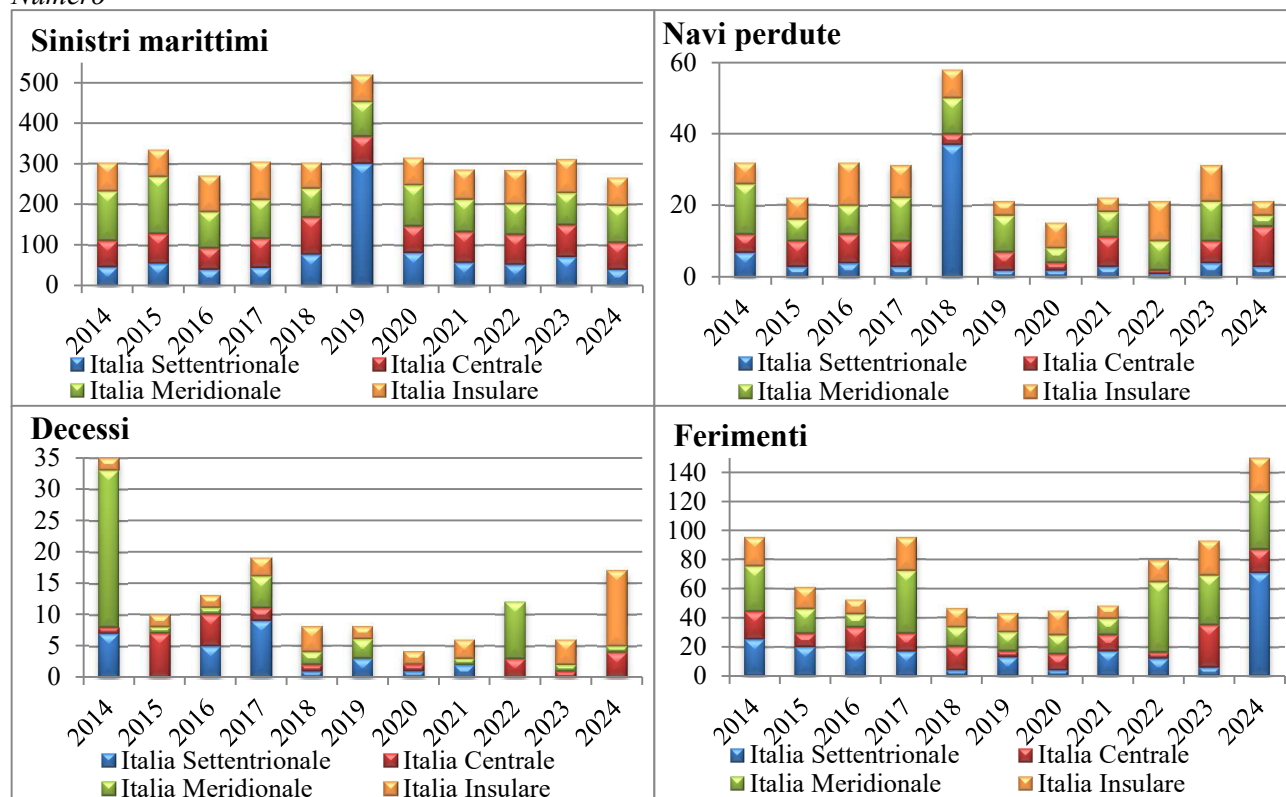 Numero
Sinistri marittimi
500
400
300
200
100
0
2014 2015 2016 2017 2018 2019 2020 2021 2022 2023 2024
Italia Settentrionale Italia Centrale
Italia Meridionale Italia Insulare
Navi perdute
60
40
20
0
2014 2015 2016 2017 2018 2019 2020 2021 2022 2023 2024
Italia Settentrionale Italia Centrale
Italia Meridionale Italia Insulare
Decessi
35
30
25
20
15
10
5
0
2014 2015 2016 2017 2018 2019 2020 2021 2022 2023 2024
Italia Settentrionale Italia Centrale
Italia Meridionale Italia Insulare
Ferimenti
140
120
100
80
60
40
20
0
2014 2015 2016 2017 2018 2019 2020 2021 2022 2023 2024
Italia Settentrionale Italia Centrale
Italia Meridionale Italia Insulare